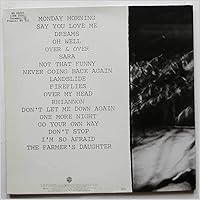 MONDAY MORNING
SAY YOU LOVE ME
DREAMS
OH WELL
OVER & OVER
SARA
NOT THAT FUNNY
NEVER GOING BACK AGAIN
LANDSLIDE
FIREFLIES
OVER MY HEAD
RHIANNON
DON'T LET ME DOWN AGAIN
ONE MORE NIGHT
GO YOUR OWN WAY
DON'T STOP
I'M SO AFRAID
THE FARMER'S DAUGHTER